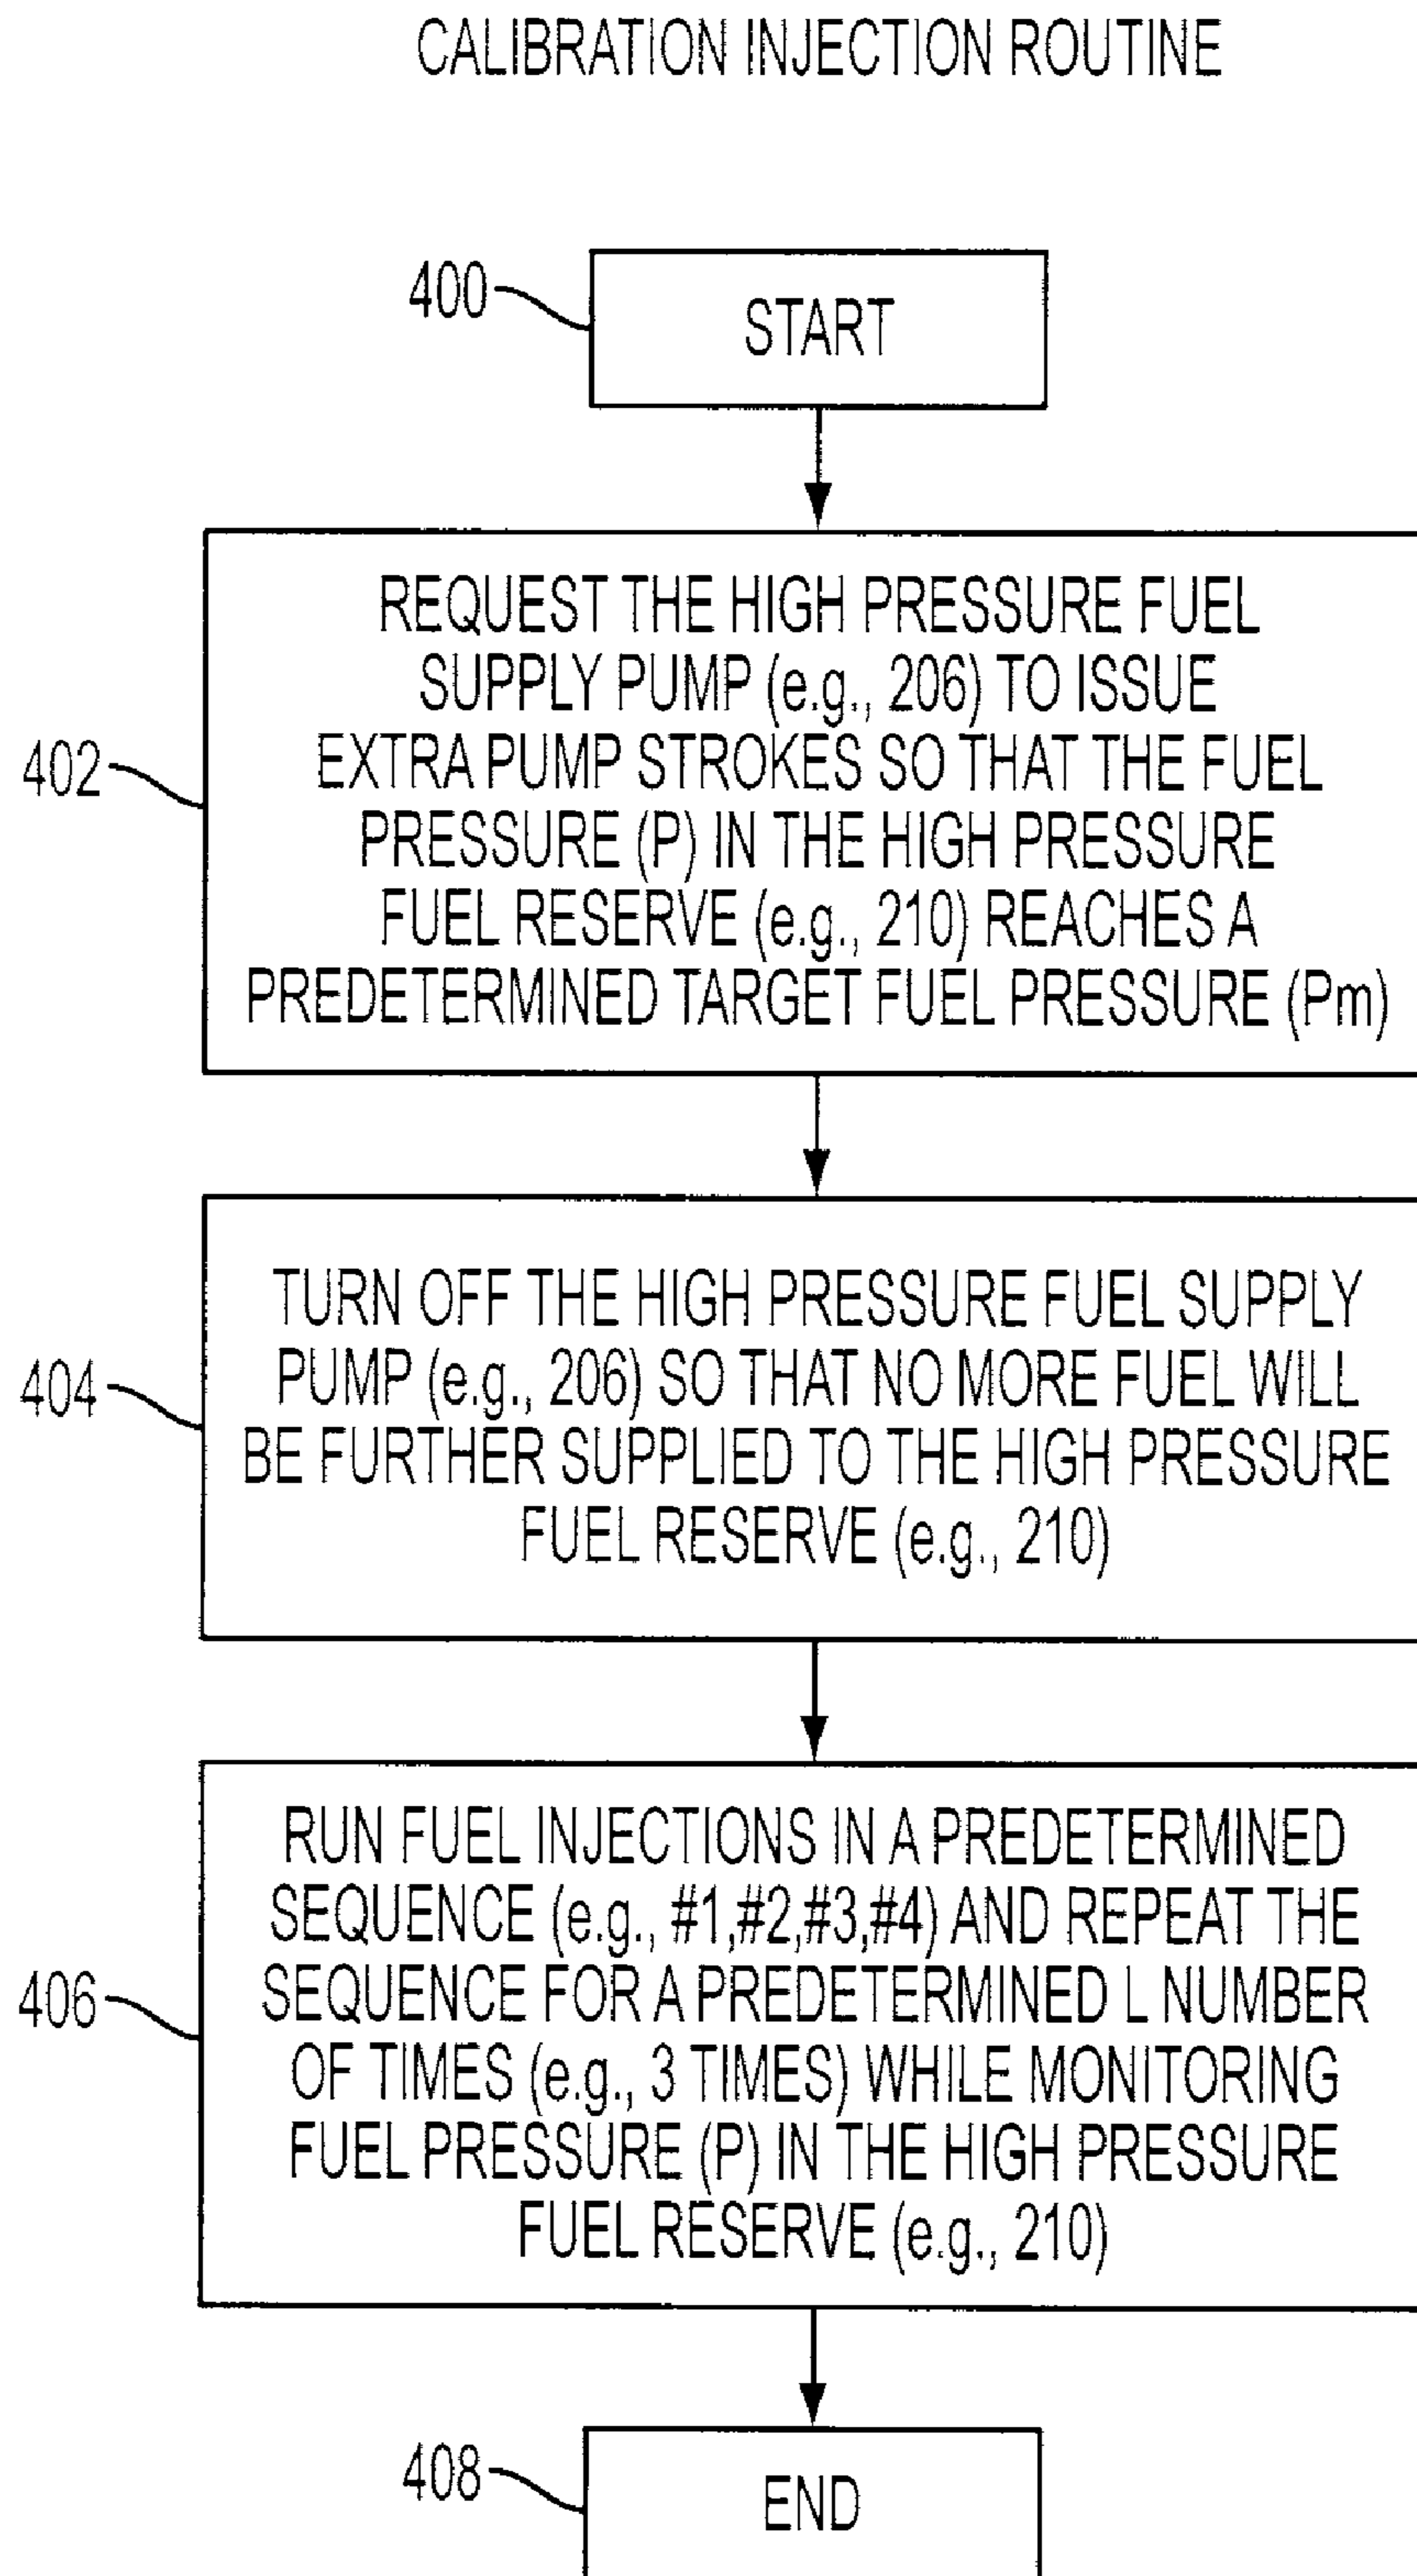 CALIBRATION INJECTION ROUTINE
400
START
402
REQUEST THE HIGH PRESSURE FUEL
SUPPLY PUMP (e.g., 206) TO ISSUE
EXTRA PUMP STROKES SO THAT THE FUEL
PRESSURE (P) IN THE HIGH PRESSURE
FUEL RESERVE (e.g., 210) REACHES A
PREDETERMINED TARGET FUEL PRESSURE (Pm)
404
TURN OFF THE HIGH PRESSURE FUEL SUPPLY
PUMP (e.g., 206) SO THAT NO MORE FUEL WILL
BE FURTHER SUPPLIED TO THE HIGH PRESSURE
FUEL RESERVE (e.g., 210)
406
RUN FUEL INJECTIONS IN A PREDETERMINED
SEQUENCE (e.g., #1,#2,#3,#4) AND REPEAT THE
SEQUENCE FOR A PREDETERMINED L NUMBER
OF TIMES (e.g., 3 TIMES) WHILE MONITORING
FUEL PRESSURE (P) IN THE HIGH PRESSURE
FUEL RESERVE (e.g., 210)
408
END